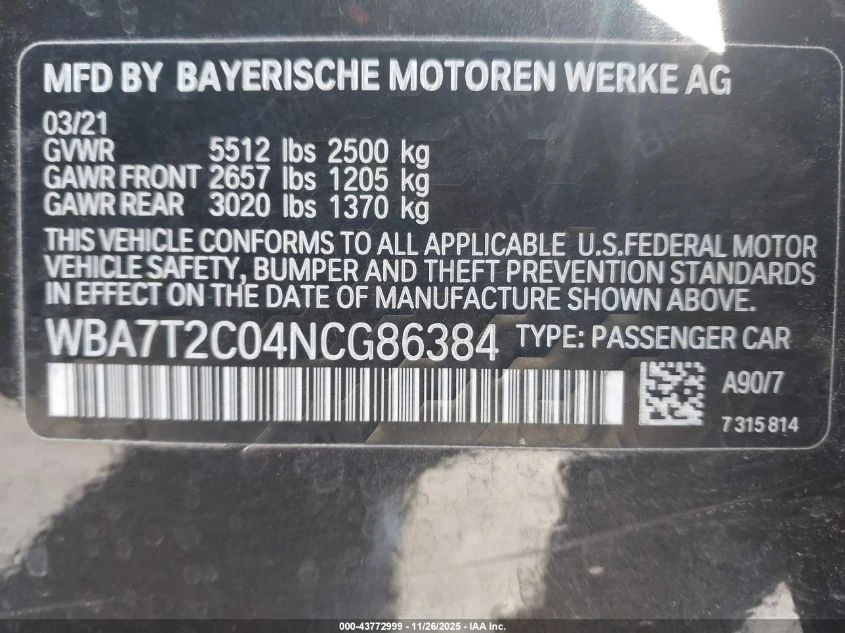 MFD BY BAYERISCHE MOTOREN WERKE AG
03/21
GVWR 5512 lbs 2500 kg
GAWR FRONT 2657 lbs 1205 kg
GAWR REAR 3020 lbs 1370 kg
THIS VEHICLE CONFORMS TO ALL APPLICABLE U.S.FEDERAL MOTOR
VEHICLE SAFETY, BUMPER AND THEFT PREVENTION STANDARDS
IN EFFECT ON THE DATE OF MANUFACTURE SHOWN ABOVE.
WBA7T2C04NCG86384 TYPE: PASSENGER CAR
A90/7
7 315 814
000-43772999 - 11/26/2025 - IAA Inc.